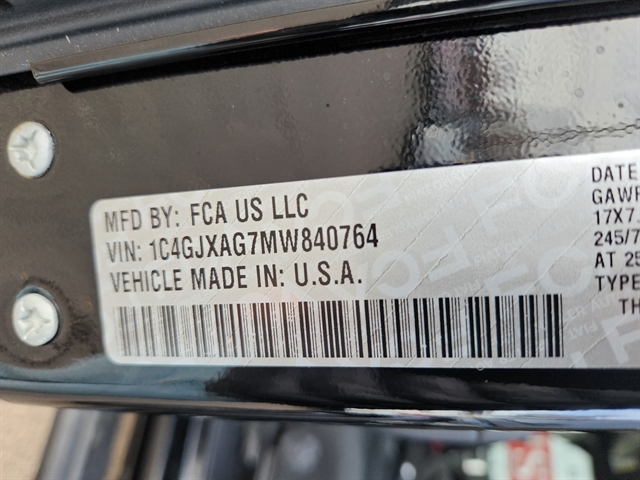 MFD BY: FCA US LLC
VIN: 1C4GJXAG7MW840764
VEHICLE MADE IN: U.S.A.
DATE
GAWR
17X7.
245/7
AT 25
TYPE
TH